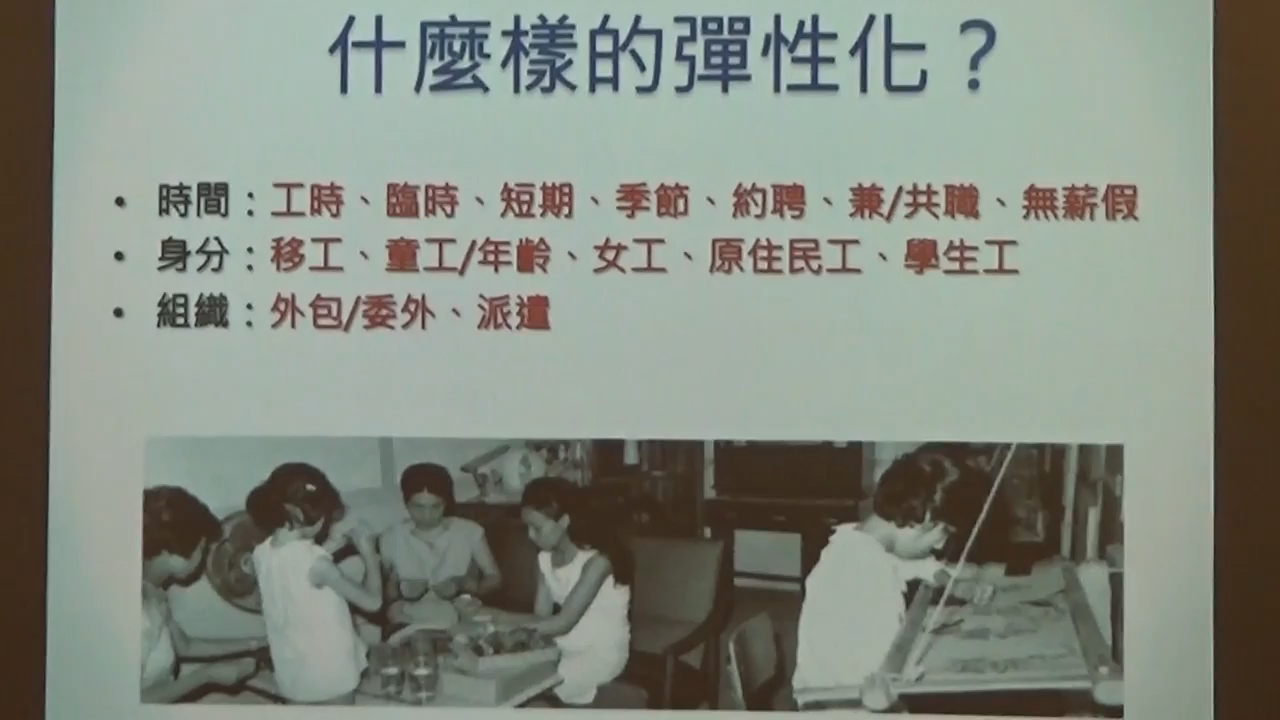 什麼樣的彈性化？
• 時間：工時、臨時、短期、季節、約聘、兼/共職、無薪假
• 身分：移工、童工/年齡、女工、原住民工、學生工
• 組織：外包/委外、派遣